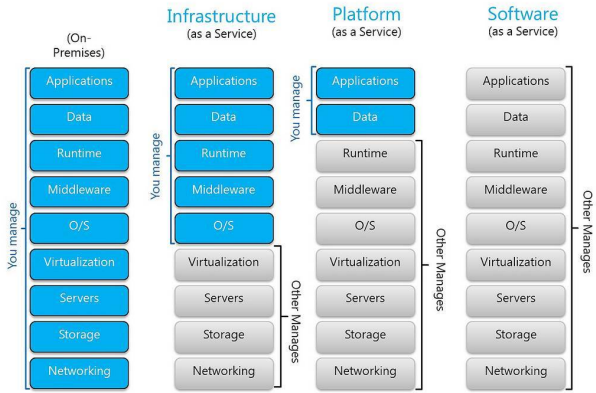 (On-
Premises)
You manage
Applications
Data
Runtime
Middleware
O/S
Virtualization
Servers
Storage
Networking
Infrastructure
(as a Service)
You manage
Applications
Data
Runtime
Middleware
O/S
Virtualization
Servers
Storage
Networking
Other Manages
Platform
(as a Service)
You manage
Applications
Data
Runtime
Middleware
O/S
Virtualization
Servers
Storage
Networking
Other Manages
Software
(as a Service)
Applications
Data
Runtime
Middleware
O/S
Virtualization
Servers
Storage
Networking
Other Manages